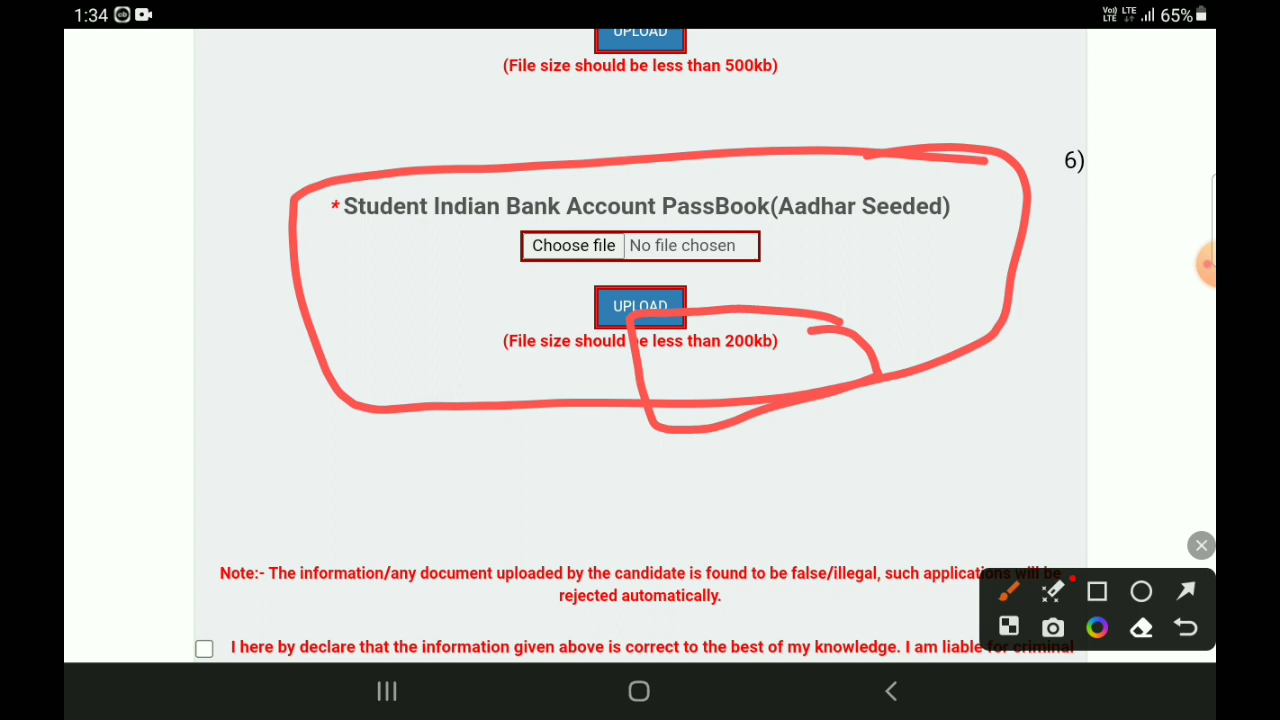 1:34
Vo)) LTE LTE 65%
UPLOAD
(File size should be less than 500kb)
6)
*Student Indian Bank Account PassBook(Aadhar Seeded)
Choose file No file chosen
UPLOAD
(File size should be less than 200kb)
Note:- The information/any document uploaded by the candidate is found to be false/illegal, such applications will be
rejected automatically.
I here by declare that the information given above is correct to the best of my knowledge. I am liable for criminal